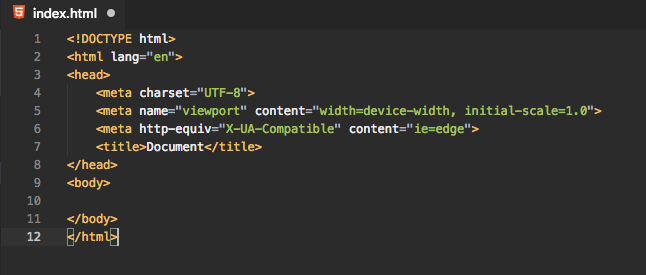 index.html
1 <!DOCTYPE html>
2 <html lang="en">
3 <head>
4     <meta charset="UTF-8">
5     <meta name="viewport" content="width=device-width, initial-scale=1.0">
6     <meta http-equiv="X-UA-Compatible" content="ie=edge">
7     <title>Document</title>
8 </head>
9 <body>
10
11 </body>
12 </html>